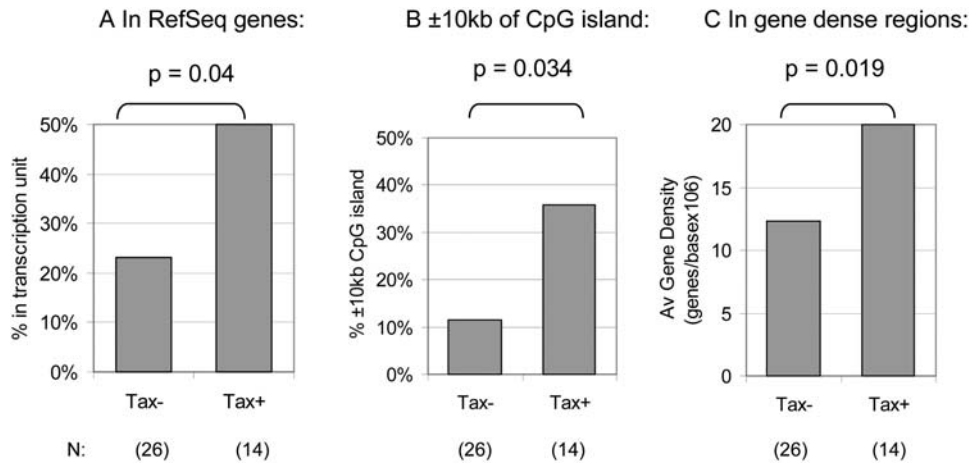 A In RefSeq genes:
B ±10kb of CpG island:
C In gene dense regions:
p = 0.04
p = 0.034
p = 0.019
% in transcription unit
50%
40%
30%
20%
10%
0%
Tax-
Tax+
% ±10kb CpG island
50%
40%
30%
20%
10%
0%
Tax-
Tax+
Av Gene Density
(genes/basex106)
20
15
10
5
0
Tax-
Tax+
N: (26) (14) (26) (14) (26) (14)